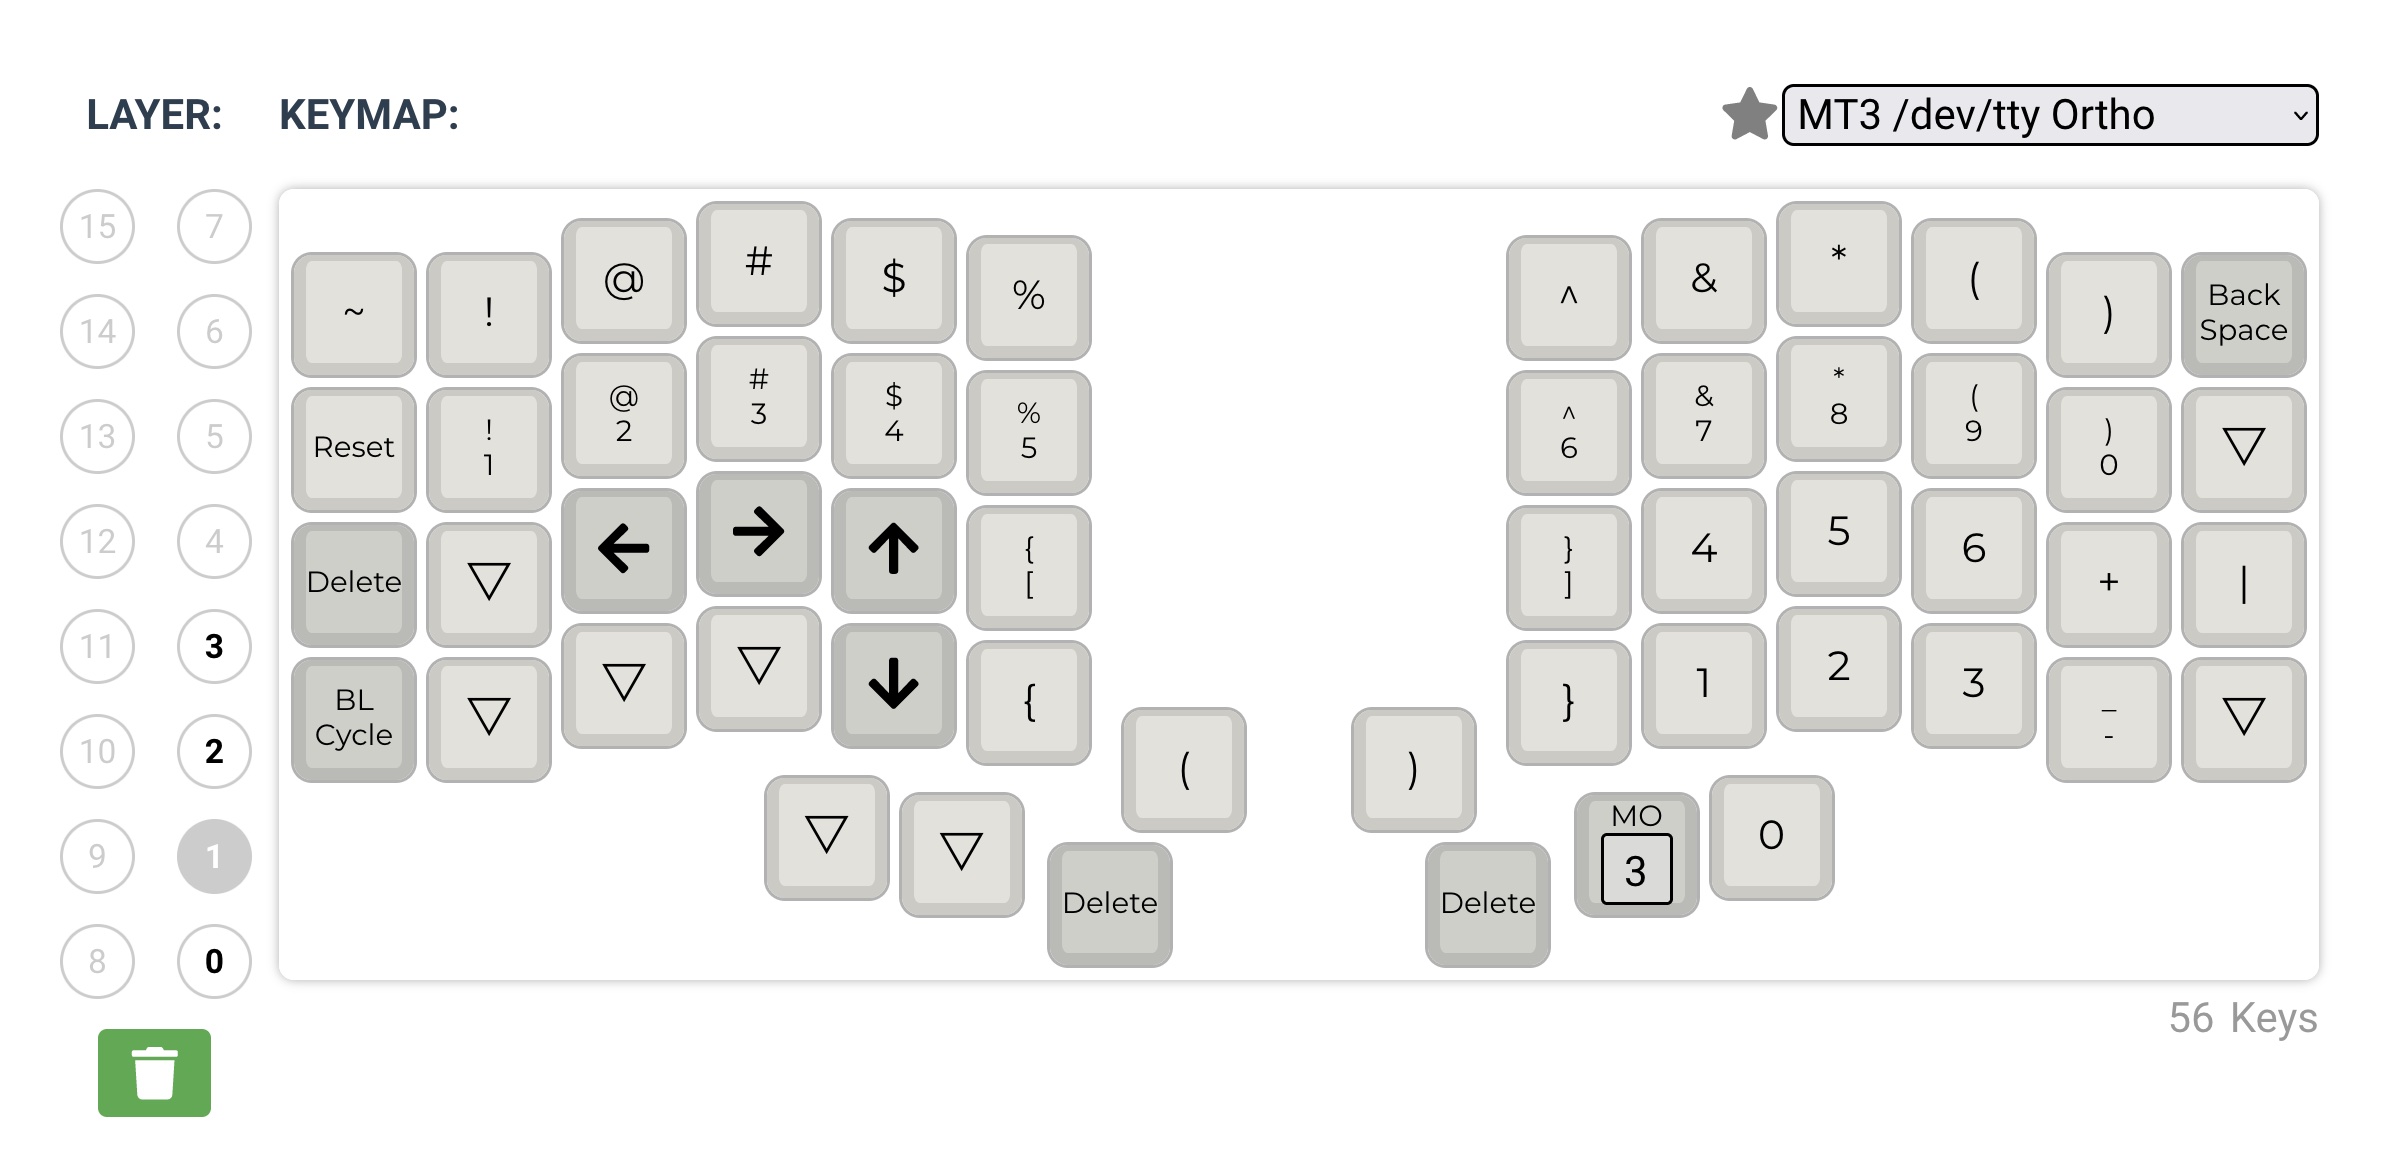 LAYER: KEYMAP: MT3 /dev/tty Ortho
15 7
14 6
13 5
12 4
11 3
10 2
9 1
8 0
~ ! @ # $ % ^ & * ( ) Back Space
Reset ! 1 @ 2 # 3 $ 4 % 5 ^ 6 & 7 * 8 ( 9 ) 0 ▽
Delete ▽ ← → ↑ { [ } ] 4 5 6 + |
BL Cycle ▽ ▽ ▽ ↓ { } 1 2 3 _ - ▽
( )
▽ ▽ Delete Delete MO 3 0
56 Keys